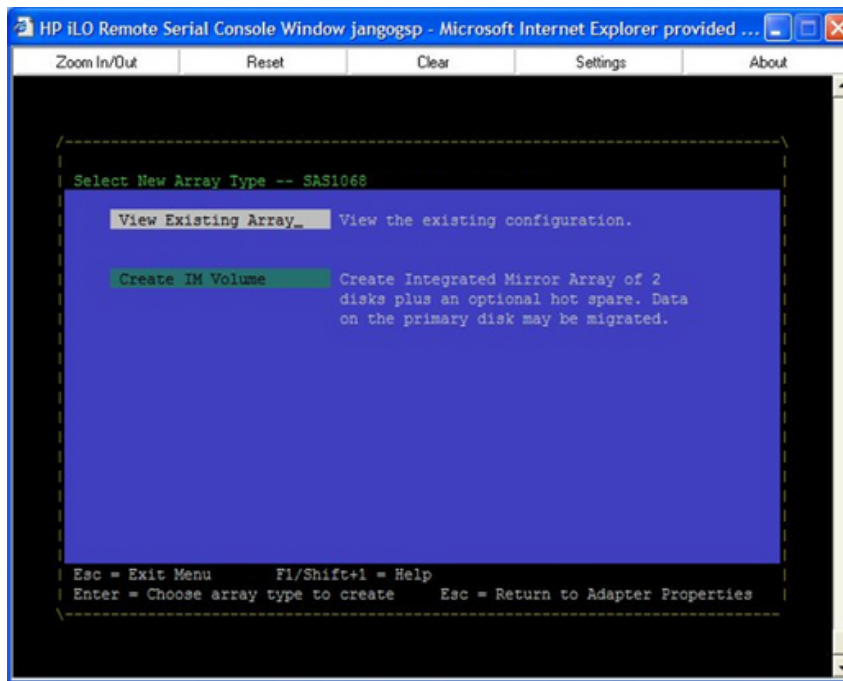 HP iLO Remote Serial Console Window jangogsp - Microsoft Internet Explorer provided ...
Zoom In/Out Reset Clear Settings About
Select New Array Type -- SAS1068
View Existing Array_ View the existing configuration.
Create IM Volume Create Integrated Mirror Array of 2
disks plus an optional hot spare. Data
on the primary disk may be migrated.
Esc = Exit Menu F1/Shift+1 = Help
Enter = Choose array type to create Esc = Return to Adapter Properties